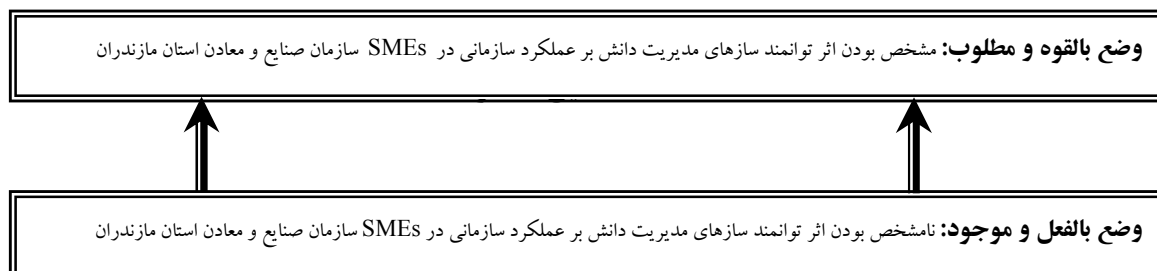 وضع بالقوه و مطلوب: مشخص بودن اثر توانمند سازهای مدیریت دانش بر عملکرد سازمانی در SMEs سازمان صنایع و معادن استان مازندران
وضع بالفعل و موجود: نامشخص بودن اثر توانمند سازهای مدیریت دانش بر عملکرد سازمانی در SMEs سازمان صنایع و معادن استان مازندران